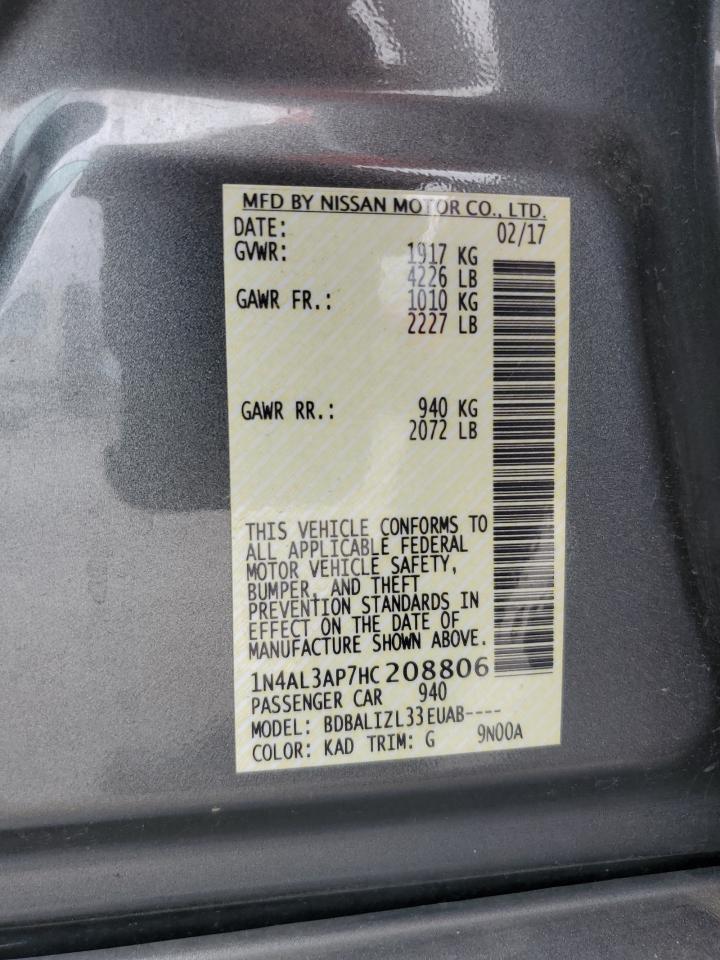 MFD BY NISSAN MOTOR CO., LTD.
DATE: 02/17
GVWR: 1917 KG
4226 LB
GAWR FR.: 1010 KG
2227 LB
GAWR RR.: 940 KG
2072 LB
THIS VEHICLE CONFORMS TO
ALL APPLICABLE FEDERAL
MOTOR VEHICLE SAFETY,
BUMPER, AND THEFT
PREVENTION STANDARDS IN
EFFECT ON THE DATE OF
MANUFACTURE SHOWN ABOVE.
1N4AL3AP7HC208806
PASSENGER CAR 940
MODEL: BDBALIZL33EUAB----
COLOR: KAD TRIM: G 9N00A